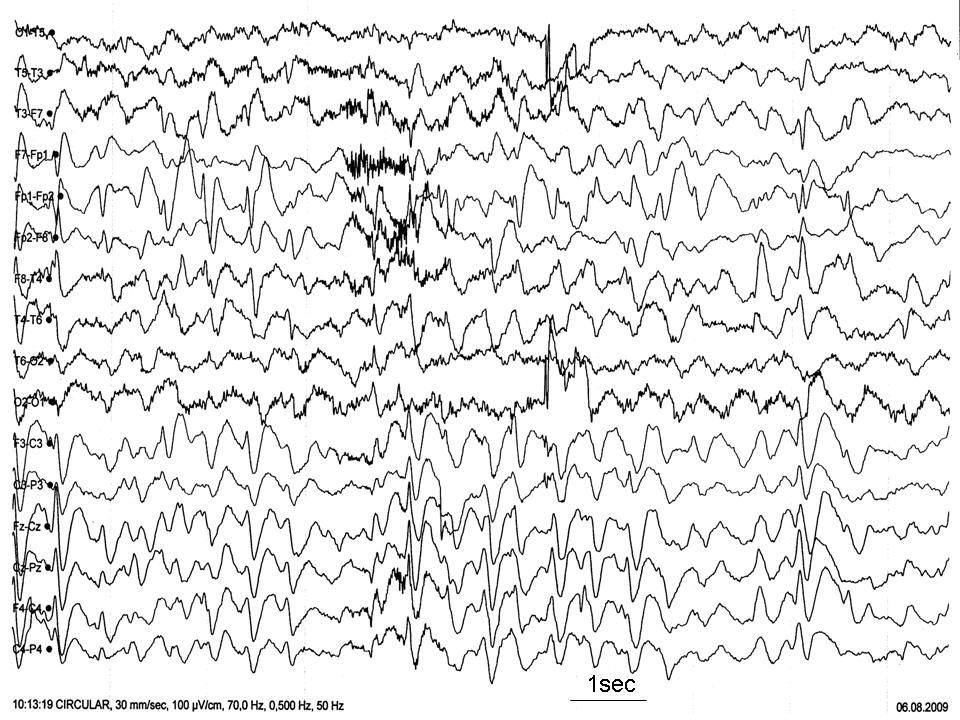 O1-T5
T5-T3
T3-F7
F7-Fp1
Fp1-Fp2
Fp2-F8
F8-T4
T4-T6
T6-O2
O2-O1
F3-C3
C3-P3
Fz-Cz
Cz-Pz
F4-C4
C4-P4
1sec
10:13:19 CIRCULAR, 30 mm/sec, 100 µV/cm, 70,0 Hz, 0,500 Hz, 50 Hz
06.08.2009